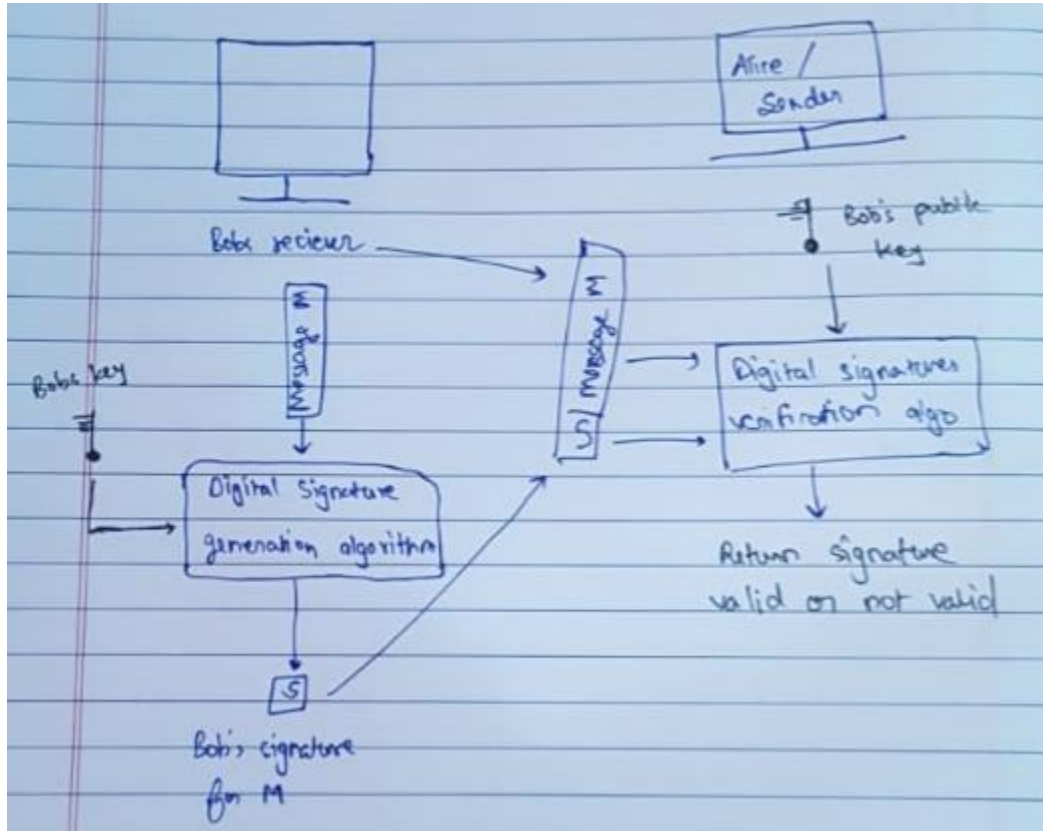 Alice /
Sender
Bobs reciever
Bob's public
key
Message M
Message M
S
Bobs key
Digital signatures
verification algo
Digital Signature
generation algorithm
Return signature
valid or not valid
S
Bob's signature
for M